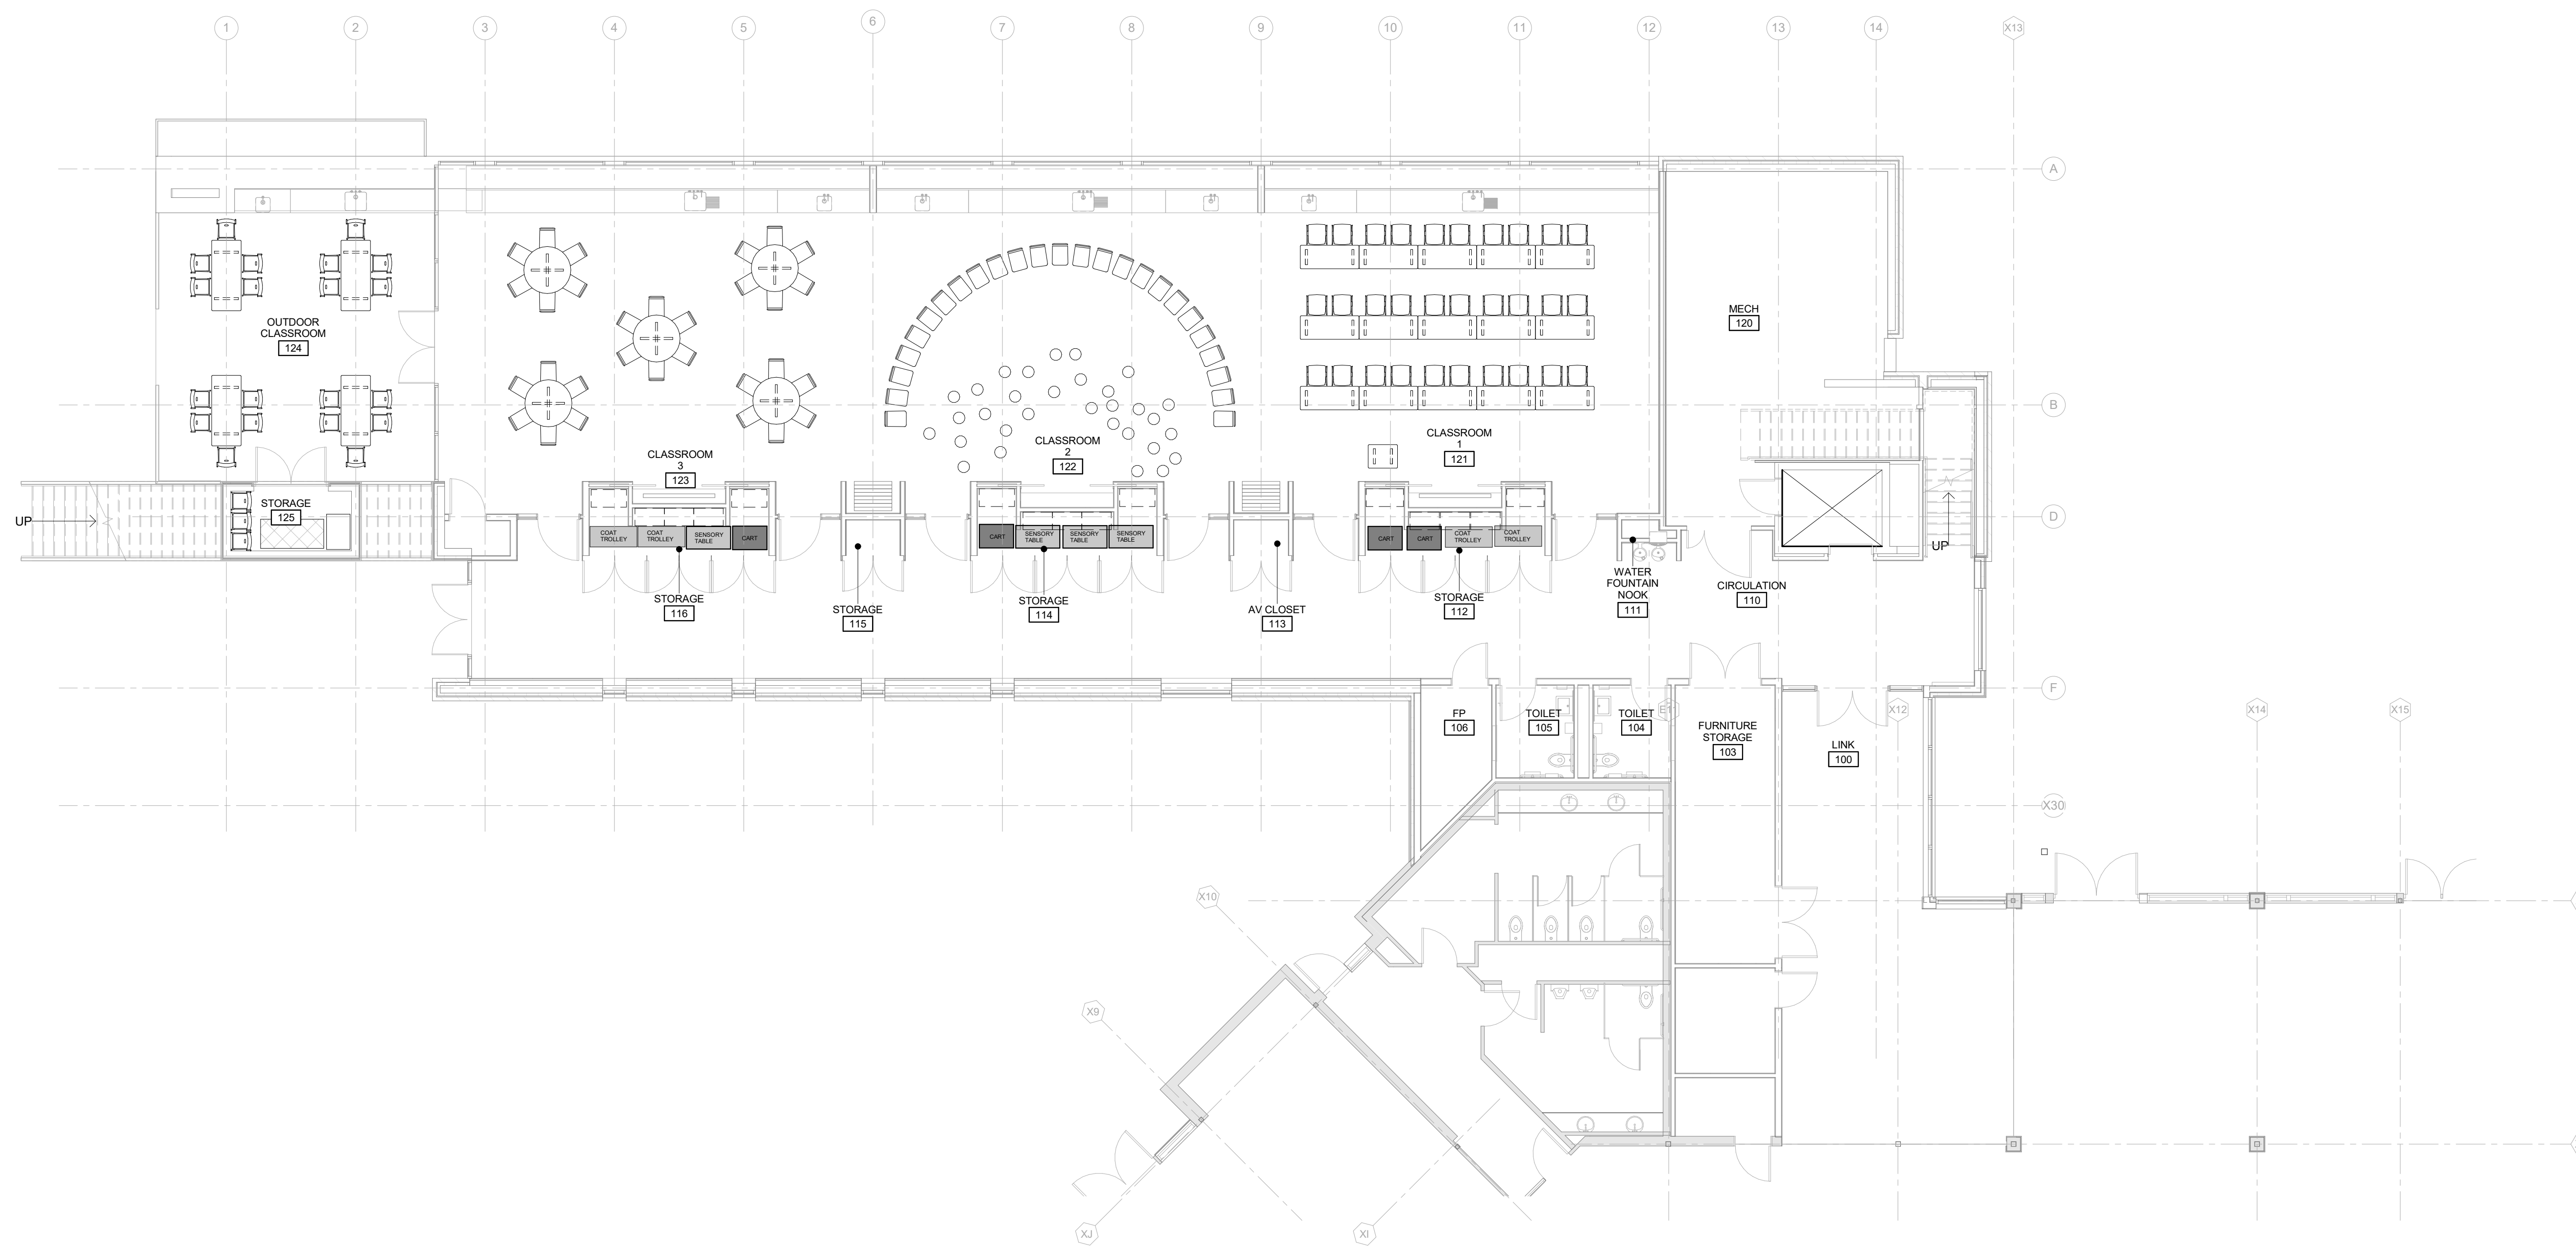 1
2
3
4
5
6
7
8
9
10
11
12
13
14
X13
A
MECH
120
OUTDOOR
CLASSROOM
124
B
CLASSROOM
3
123
CLASSROOM
2
122
CLASSROOM
1
121
STORAGE
125
UP
D
COAT
TROLLEY
COAT
TROLLEY
SENSORY
TABLE
CART
CART
SENSORY
TABLE
SENSORY
TABLE
SENSORY
TABLE
CART
CART
COAT
TROLLEY
COAT
TROLLEY
UP
STORAGE
116
STORAGE
115
STORAGE
114
AV CLOSET
113
STORAGE
112
WATER
FOUNTAIN
NOOK
111
CIRCULATION
110
F
FP
106
TOILET
105
TOILET
104
E11
FURNITURE
STORAGE
103
LINK
100
X12
X14
X15
X30
X10
X9
XJ
XI